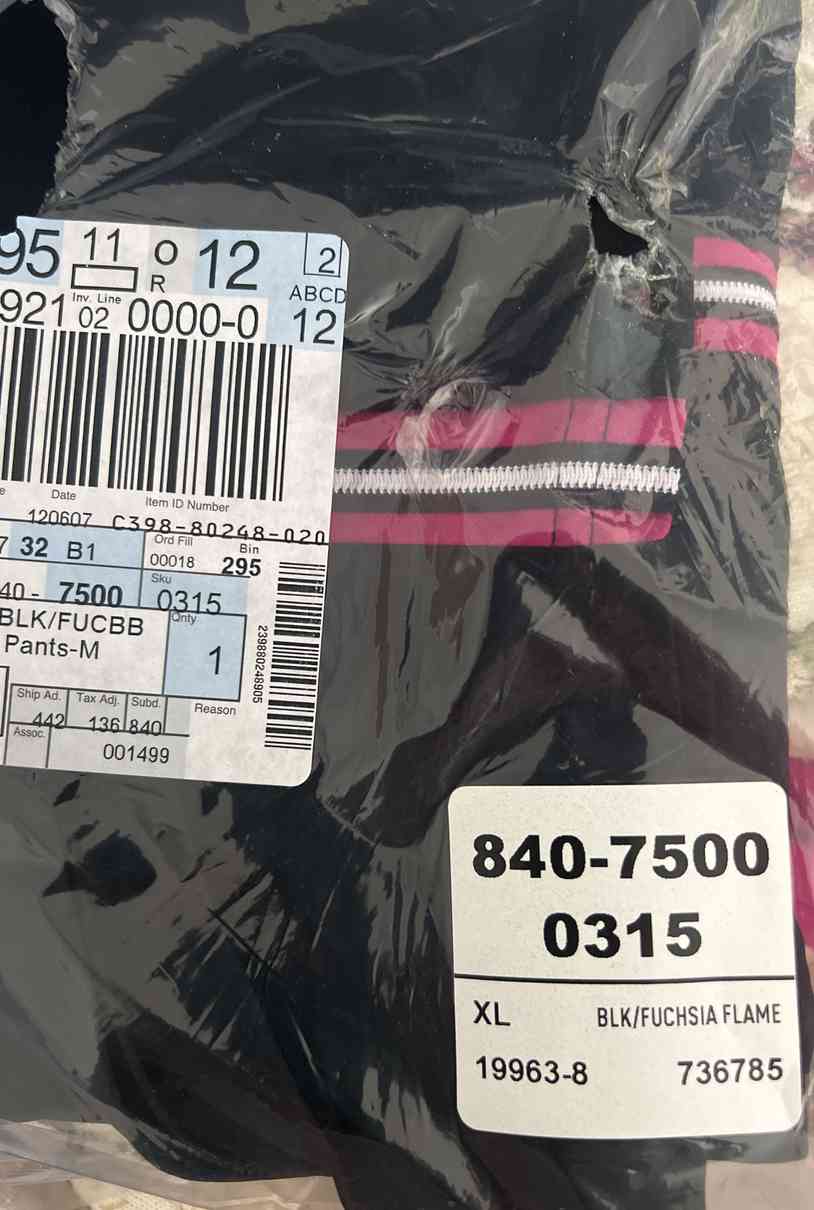 95 11 O R 12 2
ABCD
921 Inv. Line 02 0000-0 12
Date Item ID Number
120607 C398-80248-020
7 32 B1 Ord Fill 00018 Bin 295
40- 7500 Sku 0315
BLK/FUCBB Qnty
Pants-M 1
239880248905
Ship Ad. Tax Adj. Subd. Reason
442 136 840
Assoc. 001499
840-7500
0315
XL BLK/FUCHSIA FLAME
19963-8 736785